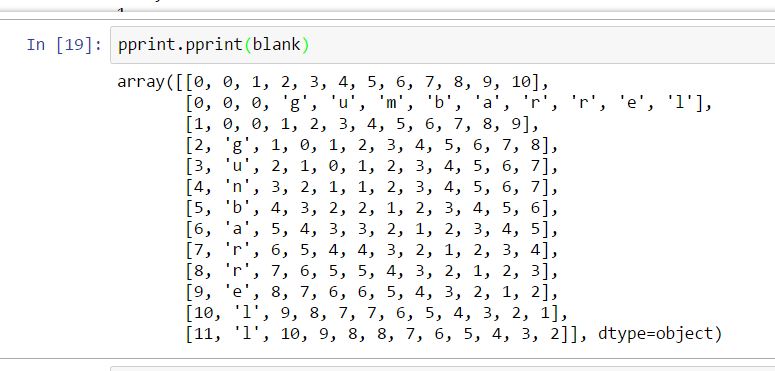 In [19]: pprint.pprint(blank)
array([[0, 0, 1, 2, 3, 4, 5, 6, 7, 8, 9, 10],
[0, 0, 0, 'g', 'u', 'm', 'b', 'a', 'r', 'r', 'e', 'l'],
[1, 0, 0, 1, 2, 3, 4, 5, 6, 7, 8, 9],
[2, 'g', 1, 0, 1, 2, 3, 4, 5, 6, 7, 8],
[3, 'u', 2, 1, 0, 1, 2, 3, 4, 5, 6, 7],
[4, 'n', 3, 2, 1, 1, 2, 3, 4, 5, 6, 7],
[5, 'b', 4, 3, 2, 2, 1, 2, 3, 4, 5, 6],
[6, 'a', 5, 4, 3, 3, 2, 1, 2, 3, 4, 5],
[7, 'r', 6, 5, 4, 4, 3, 2, 1, 2, 3, 4],
[8, 'r', 7, 6, 5, 5, 4, 3, 2, 1, 2, 3],
[9, 'e', 8, 7, 6, 6, 5, 4, 3, 2, 1, 2],
[10, 'l', 9, 8, 7, 7, 6, 5, 4, 3, 2, 1],
[11, 'l', 10, 9, 8, 8, 7, 6, 5, 4, 3, 2]], dtype=object)